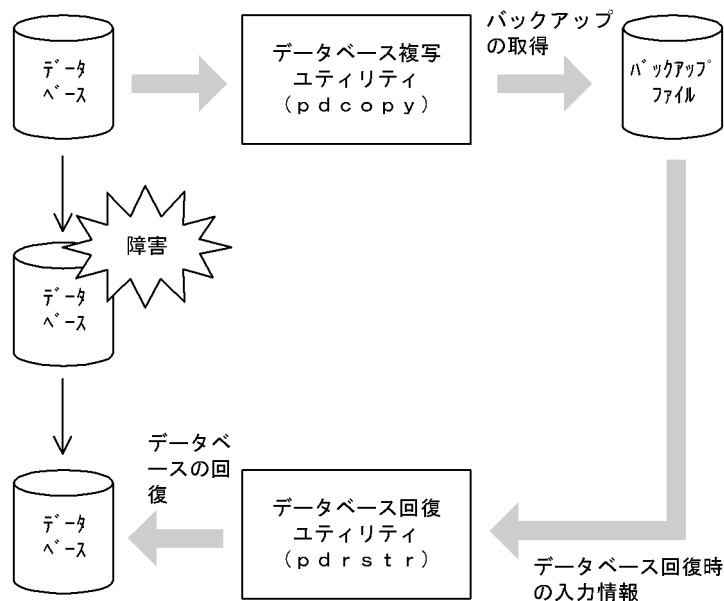 データ
ベース
データベース複写
ユティリティ
(pdcopy)
バックアップ
の取得
バックアップ
ファイル
障害
データ
ベース
データベ
ースの回
復
データ
ベース
データベース回復
ユティリティ
(pdrstr)
データベース回復時
の入力情報